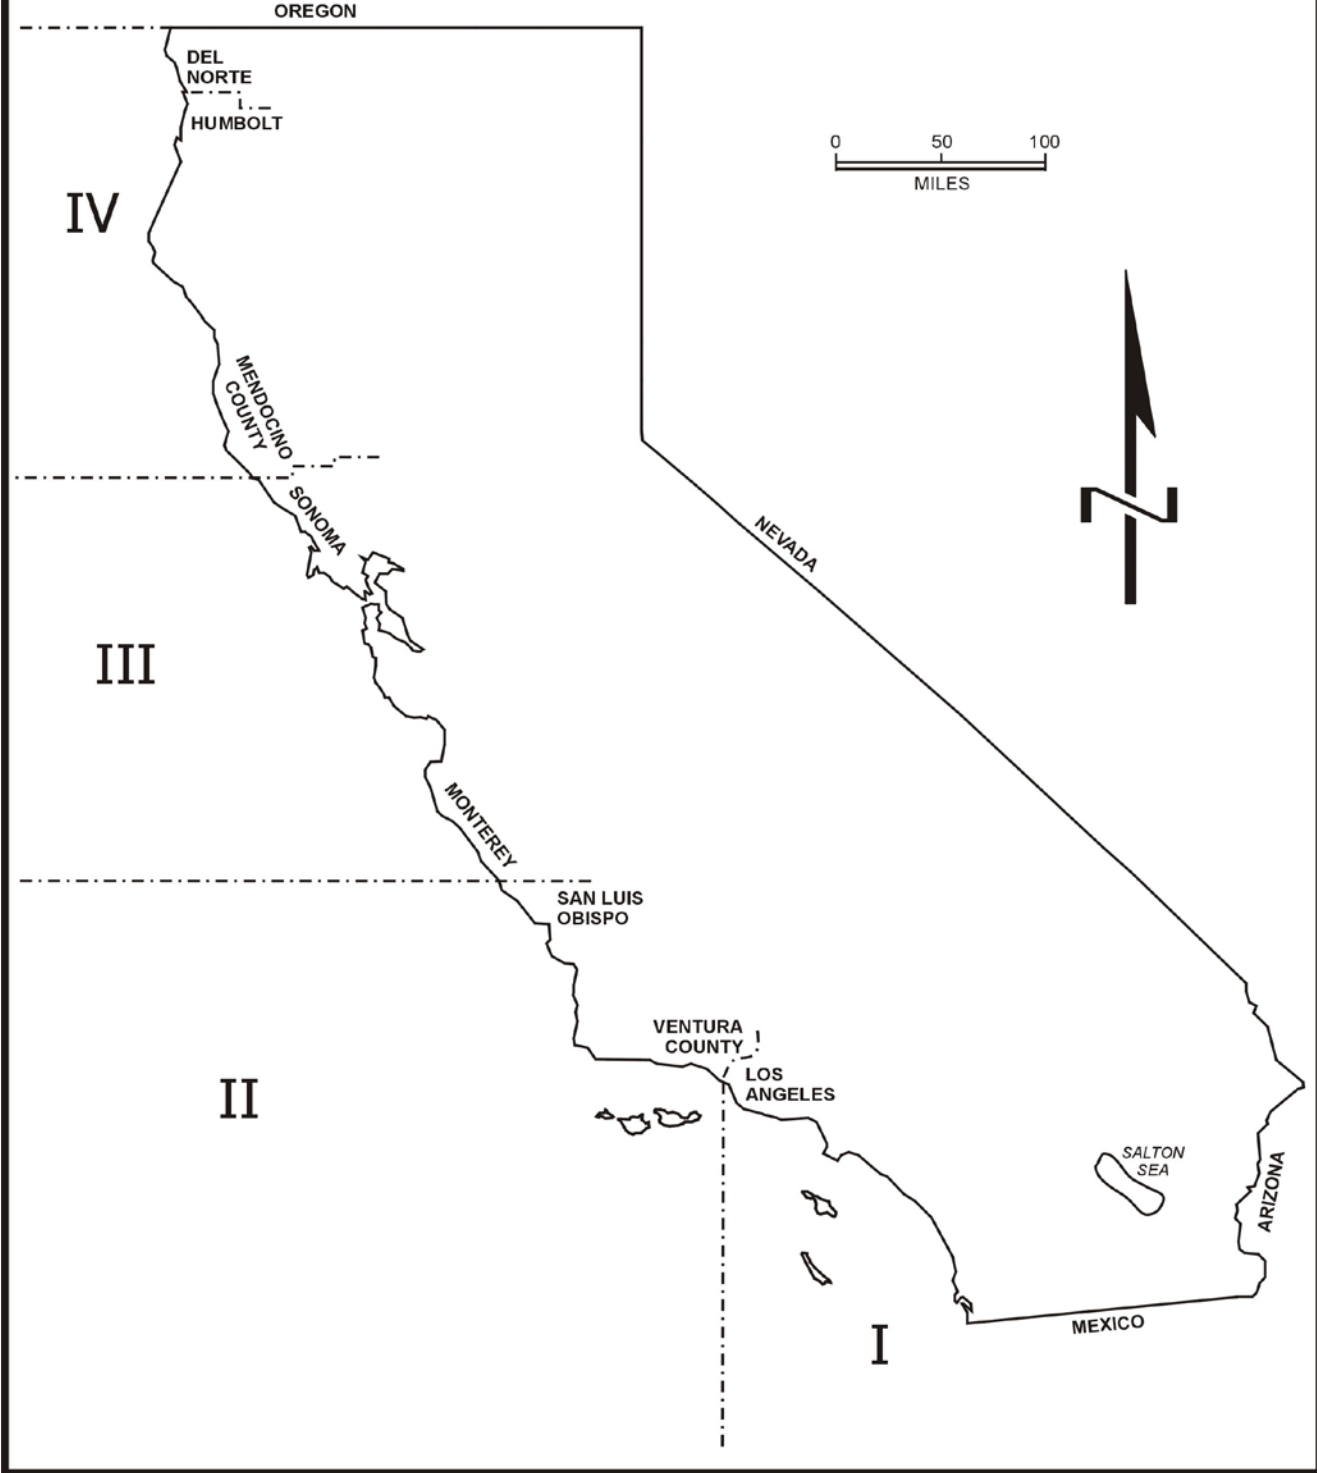 OREGON
DEL
NORTE
HUMBOLT
0 50 100
MILES
IV
MENDOCINO
COUNTY
N
SONOMA
NEVADA
III
MONTEREY
SAN LUIS
OBISPO
VENTURA
COUNTY
LOS
ANGELES
II
SALTON
SEA
ARIZONA
MEXICO
I